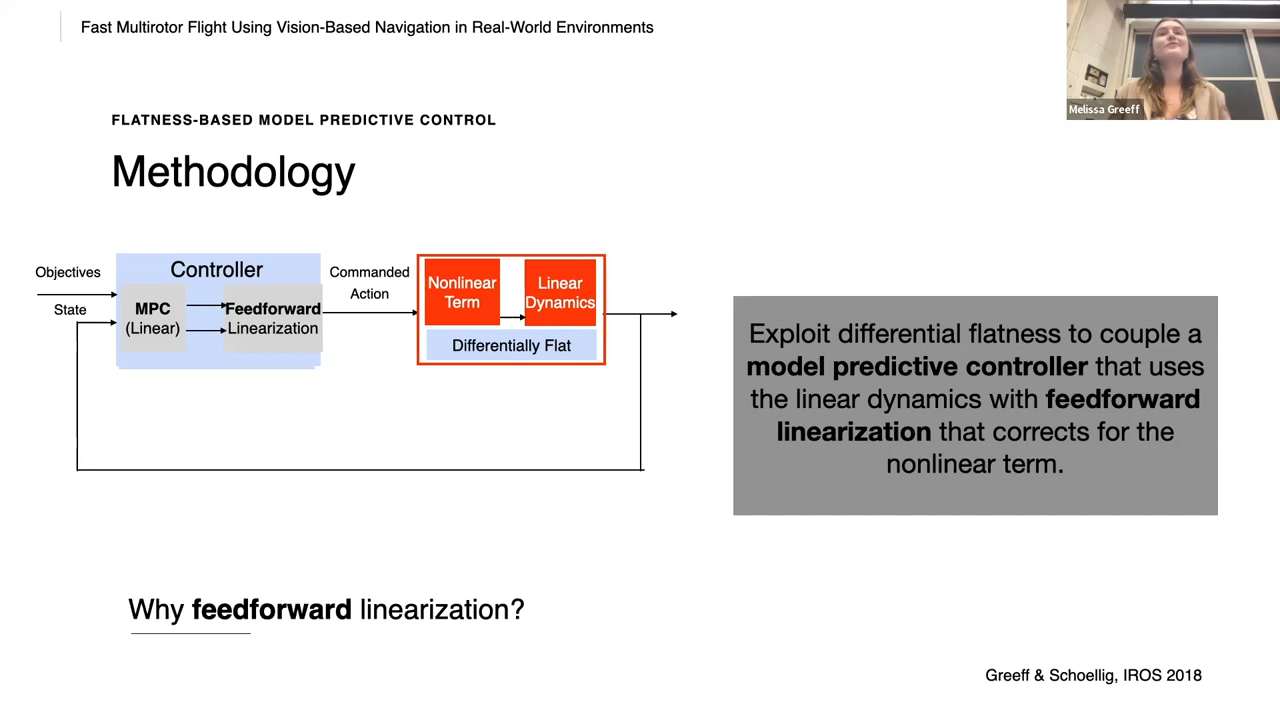 Fast Multirotor Flight Using Vision-Based Navigation in Real-World Environments
Melissa Greeff
FLATNESS-BASED MODEL PREDICTIVE CONTROL
Methodology
Objectives
State
Controller
MPC
(Linear)
Feedforward
Linearization
Commanded
Action
Nonlinear
Term
Linear
Dynamics
Differentially Flat
Exploit differential flatness to couple a
model predictive controller that uses
the linear dynamics with feedforward
linearization that corrects for the
nonlinear term.
Why feedforward linearization?
Greeff & Schoellig, IROS 2018